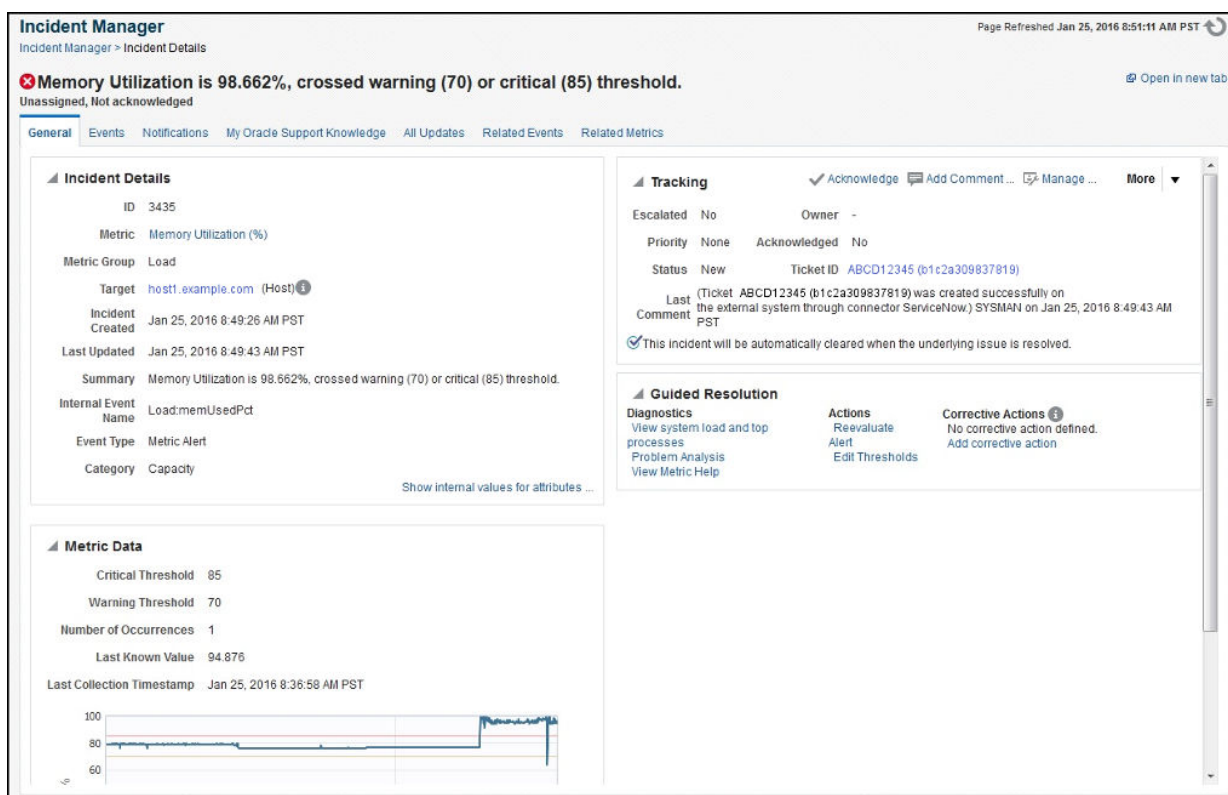 Incident Manager
Page Refreshed Jan 25, 2016 8:51:11 AM PST
Incident Manager > Incident Details
Memory Utilization is 98.662%, crossed warning (70) or critical (85) threshold.
Open in new tab
Unassigned, Not acknowledged
General Events Notifications My Oracle Support Knowledge All Updates Related Events Related Metrics
Incident Details
ID 3435
Metric Memory Utilization (%)
Metric Group Load
Target host1.example.com (Host)
Incident Created Jan 25, 2016 8:49:26 AM PST
Last Updated Jan 25, 2016 8:49:43 AM PST
Summary Memory Utilization is 98.662%, crossed warning (70) or critical (85) threshold.
Internal Event Name Load:memUsedPct
Event Type Metric Alert
Category Capacity
Show internal values for attributes ...
Tracking
Acknowledge Add Comment ... Manage ... More
Escalated No Owner -
Priority None Acknowledged No
Status New Ticket ID ABCD12345 (b1c2a309837819)
Last Comment (Ticket ABCD12345 (b1c2a309837819) was created successfully on
the external system through connector ServiceNow.) SYSMAN on Jan 25, 2016 8:49:43 AM
PST
This incident will be automatically cleared when the underlying issue is resolved.
Guided Resolution
Diagnostics
View system load and top
processes
Problem Analysis
View Metric Help
Actions
Reevaluate
Alert
Edit Thresholds
Corrective Actions
No corrective action defined.
Add corrective action
Metric Data
Critical Threshold 85
Warning Threshold 70
Number of Occurrences 1
Last Known Value 94.876
Last Collection Timestamp Jan 25, 2016 8:36:58 AM PST
100
80
60